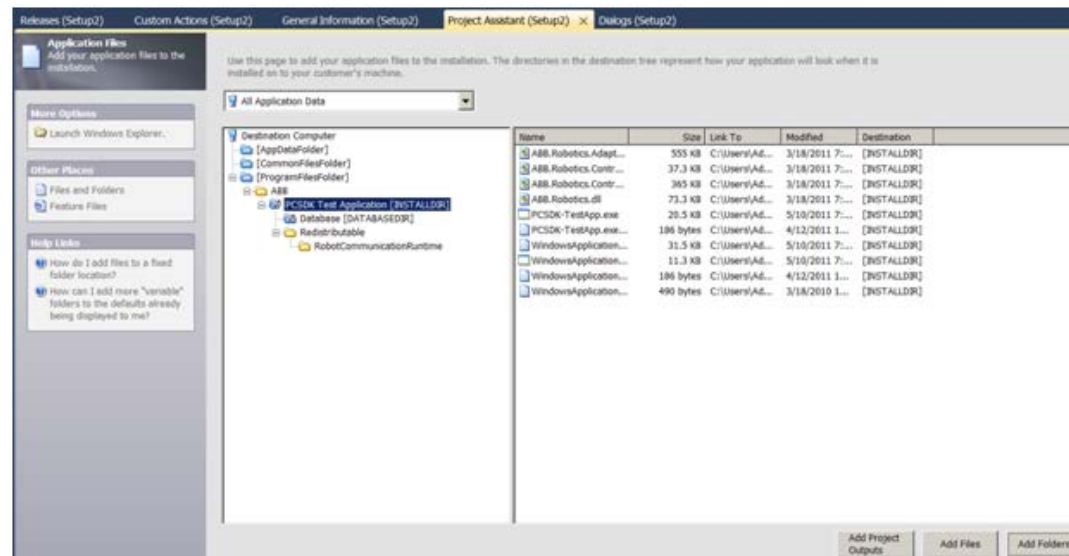 Releases (Setup2) Custom Actions (Setup2) General Information (Setup2) Project Assistant (Setup2) × Dialogs (Setup2)
Application Files
Add your application files to the installation.
Use this page to add your application files to the installation. The directories in the destination tree represent how your application will look when it is
installed on to your customer's machine.
More Options
Launch Windows Explorer.
Other Places
Files and Folders
Feature Files
Help Links
How do I add files to a fixed folder location?
How can I add more "variable" folders to the defaults already being displayed to me?
All Application Data
Destination Computer
[AppDataFolder]
[CommonFilesFolder]
[ProgramFilesFolder]
ABB
PCSDK Test Application [INSTALLDIR]
Database [DATABASEDIR]
Redistributable
RobotCommunicationRuntime
Name Size Link To Modified Destination
ABB.Robotics.Adapt... 555 KB C:\Users\Ad... 3/18/2011 7:... [INSTALLDIR]
ABB.Robotics.Contr... 37.3 KB C:\Users\Ad... 3/18/2011 7:... [INSTALLDIR]
ABB.Robotics.Contr... 365 KB C:\Users\Ad... 3/18/2011 7:... [INSTALLDIR]
ABB.Robotics.dll 73.3 KB C:\Users\Ad... 3/18/2011 7:... [INSTALLDIR]
PCSDK-TestApp.exe 20.5 KB C:\Users\Ad... 5/10/2011 7:... [INSTALLDIR]
PCSDK-TestApp.exe... 186 bytes C:\Users\Ad... 4/12/2011 1... [INSTALLDIR]
WindowsApplication... 31.5 KB C:\Users\Ad... 5/10/2011 7:... [INSTALLDIR]
WindowsApplication... 11.3 KB C:\Users\Ad... 5/10/2011 7:... [INSTALLDIR]
WindowsApplication... 186 bytes C:\Users\Ad... 4/12/2011 1... [INSTALLDIR]
WindowsApplication... 490 bytes C:\Users\Ad... 3/18/2010 1... [INSTALLDIR]
Add Project Outputs Add Files Add Folders